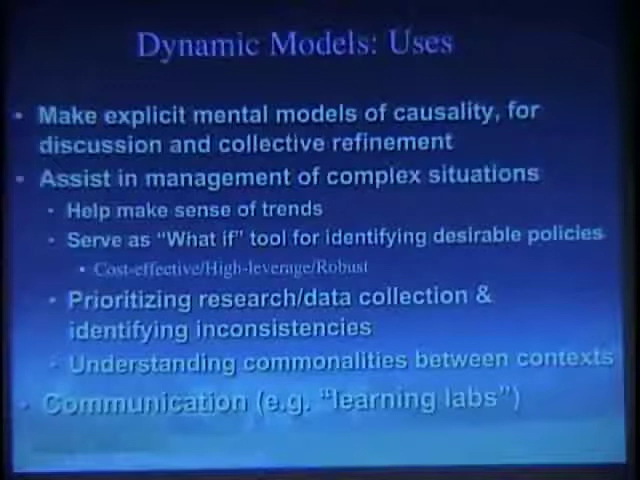 Dynamic Models: Uses
• Make explicit mental models of causality, for
discussion and collective refinement
• Assist in management of complex situations
• Help make sense of trends
• Serve as “What if” tool for identifying desirable policies
• Cost-effective/High-leverage/Robust
• Prioritizing research/data collection &
identifying inconsistencies
• Understanding commonalities between contexts
• Communication (e.g. “learning labs”)